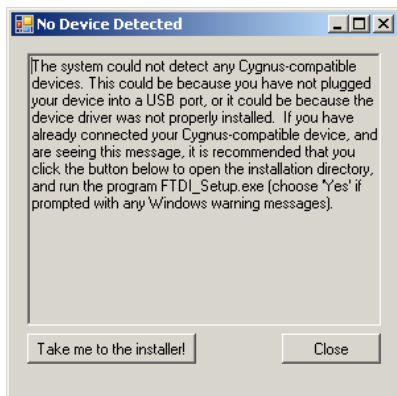 No Device Detected
The system could not detect any Cygnus-compatible
devices. This could be because you have not plugged
your device into a USB port, or it could be because the
device driver was not properly installed.  If you have
already connected your Cygnus-compatible device, and
are seeing this message, it is recommended that you
click the button below to open the installation directory,
and run the program FTDI_Setup.exe (choose 'Yes' if
prompted with any Windows warning messages).
Take me to the installer!
Close